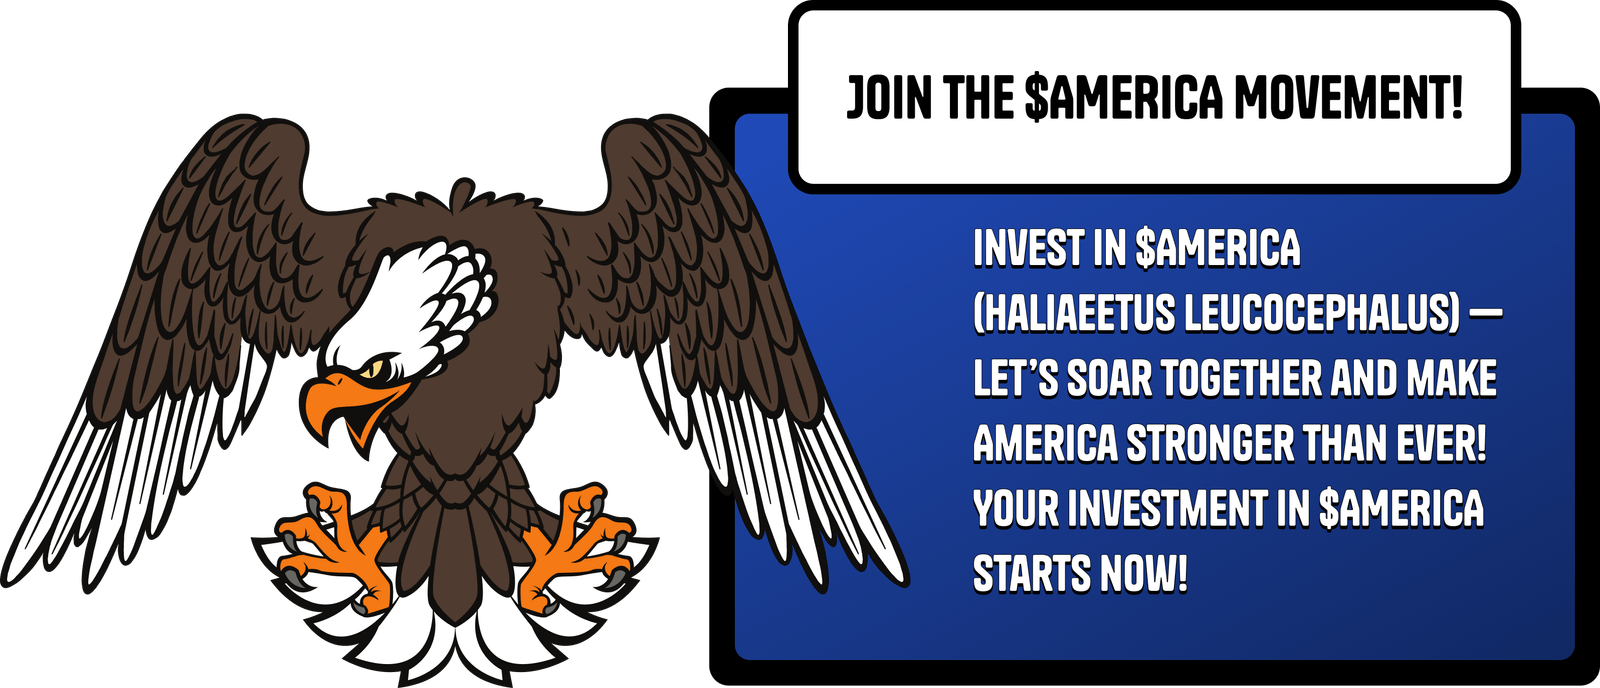 JOIN THE $AMERICA MOVEMENT!
INVEST IN $AMERICA
(HALIAEETUS LEUCOCEPHALUS) —
LET’S SOAR TOGETHER AND MAKE
AMERICA STRONGER THAN EVER!
YOUR INVESTMENT IN $AMERICA
STARTS NOW!